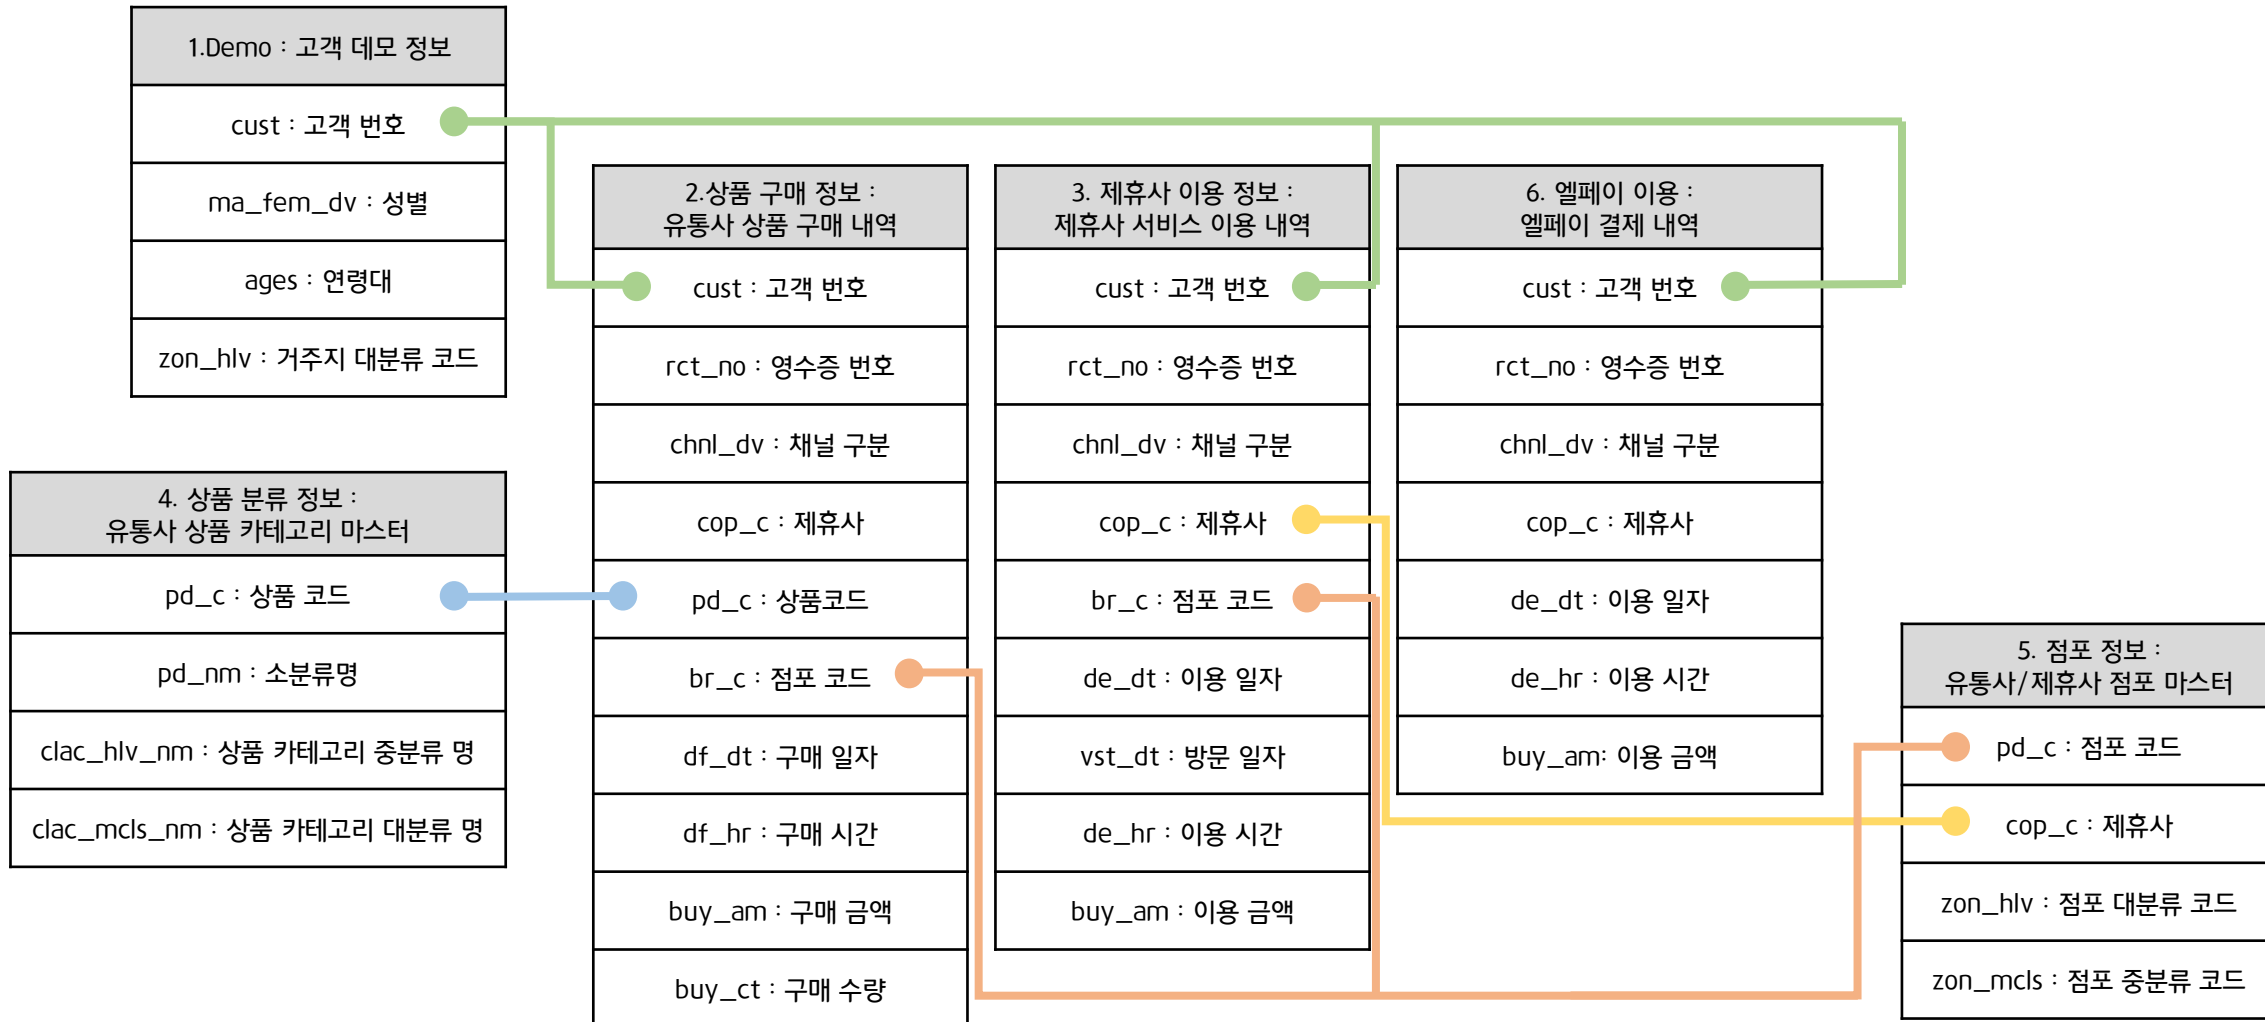 1.Demo : 고객 데모 정보
cust : 고객 번호
ma_fem_dv : 성별
ages : 연령대
zon_hlv : 거주지 대분류 코드
4. 상품 분류 정보 :
유통사 상품 카테고리 마스터
pd_c : 상품 코드
pd_nm : 소분류명
clac_hlv_nm : 상품 카테고리 중분류 명
clac_mcls_nm : 상품 카테고리 대분류 명
2.상품 구매 정보 :
유통사 상품 구매 내역
cust : 고객 번호
rct_no : 영수증 번호
chnl_dv : 채널 구분
cop_c : 제휴사
pd_c : 상품코드
br_c : 점포 코드
df_dt : 구매 일자
df_hr : 구매 시간
buy_am : 구매 금액
buy_ct : 구매 수량
3. 제휴사 이용 정보 :
제휴사 서비스 이용 내역
cust : 고객 번호
rct_no : 영수증 번호
chnl_dv : 채널 구분
cop_c : 제휴사
br_c : 점포 코드
de_dt : 이용 일자
vst_dt : 방문 일자
de_hr : 이용 시간
buy_am : 이용 금액
6. 엘페이 이용 :
엘페이 결제 내역
cust : 고객 번호
rct_no : 영수증 번호
chnl_dv : 채널 구분
cop_c : 제휴사
de_dt : 이용 일자
de_hr : 이용 시간
buy_am: 이용 금액
5. 점포 정보 :
유통사/제휴사 점포 마스터
pd_c : 점포 코드
cop_c : 제휴사
zon_hlv : 점포 대분류 코드
zon_mcls : 점포 중분류 코드